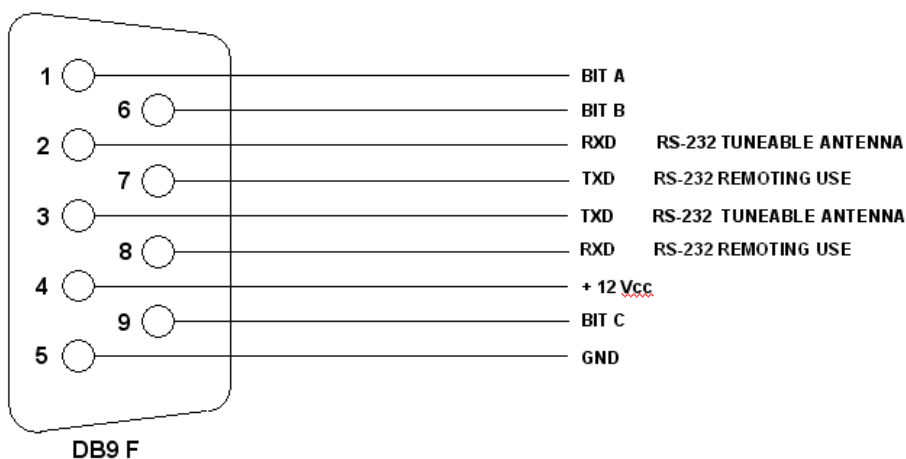 1 BIT A
6 BIT B
2 RXD RS-232 TUNEABLE ANTENNA
7 TXD RS-232 REMOTING USE
3 TXD RS-232 TUNEABLE ANTENNA
8 RXD RS-232 REMOTING USE
4 + 12 Vcc
9 BIT C
5 GND
DB9 F